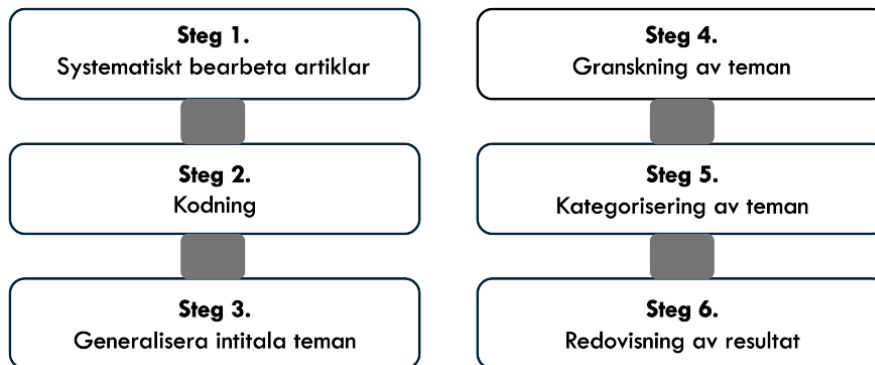 Steg 1.
Systematiskt bearbeta artiklar
Steg 2.
Kodning
Steg 3.
Generalisera intitala teman
Steg 4.
Granskning av teman
Steg 5.
Kategorisering av teman
Steg 6.
Redovisning av resultat